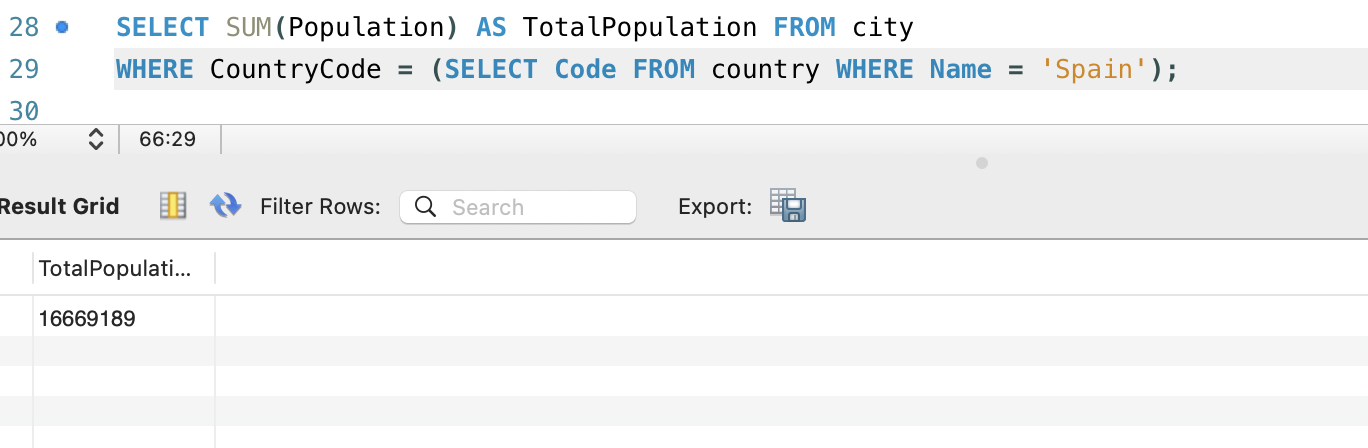 28 SELECT SUM(Population) AS TotalPopulation FROM city
29 WHERE CountryCode = (SELECT Code FROM country WHERE Name = 'Spain');
30
00% 66:29
Result Grid Filter Rows: Search Export:
TotalPopulati...
16669189